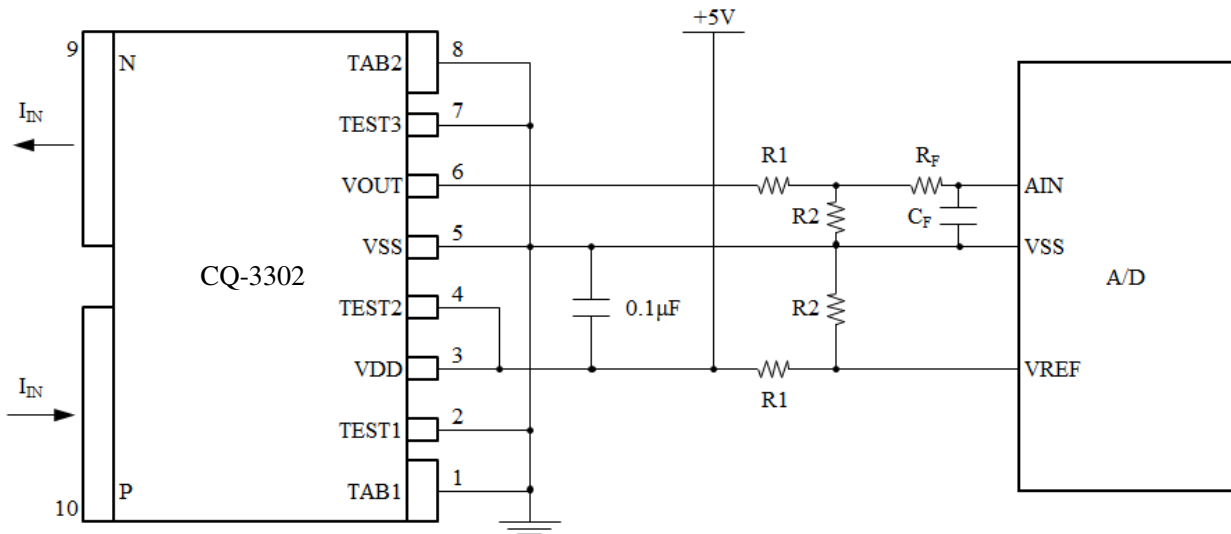 +5V
9
N
TAB2
8
I_IN
TEST3
7
VOUT
6
R1
R_F
AIN
R2
C_F
VSS
5
VSS
CQ-3302
A/D
TEST2
4
0.1μF
R2
VDD
3
R1
VREF
I_IN
TEST1
2
10
P
TAB1
1